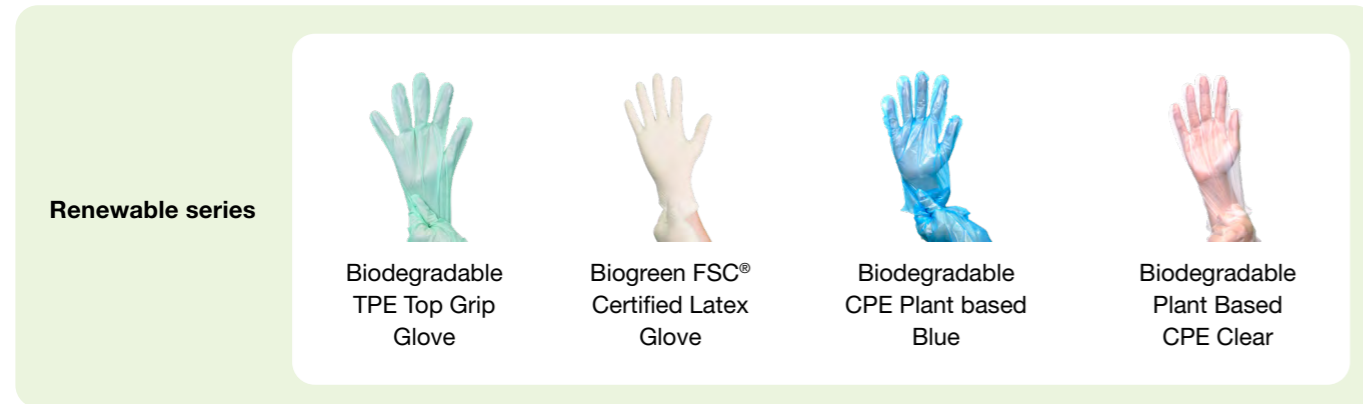 Renewable series
Biodegradable
TPE Top Grip
Glove
Biogreen FSC®
Certified Latex
Glove
Biodegradable
CPE Plant based
Blue
Biodegradable
Plant Based
CPE Clear